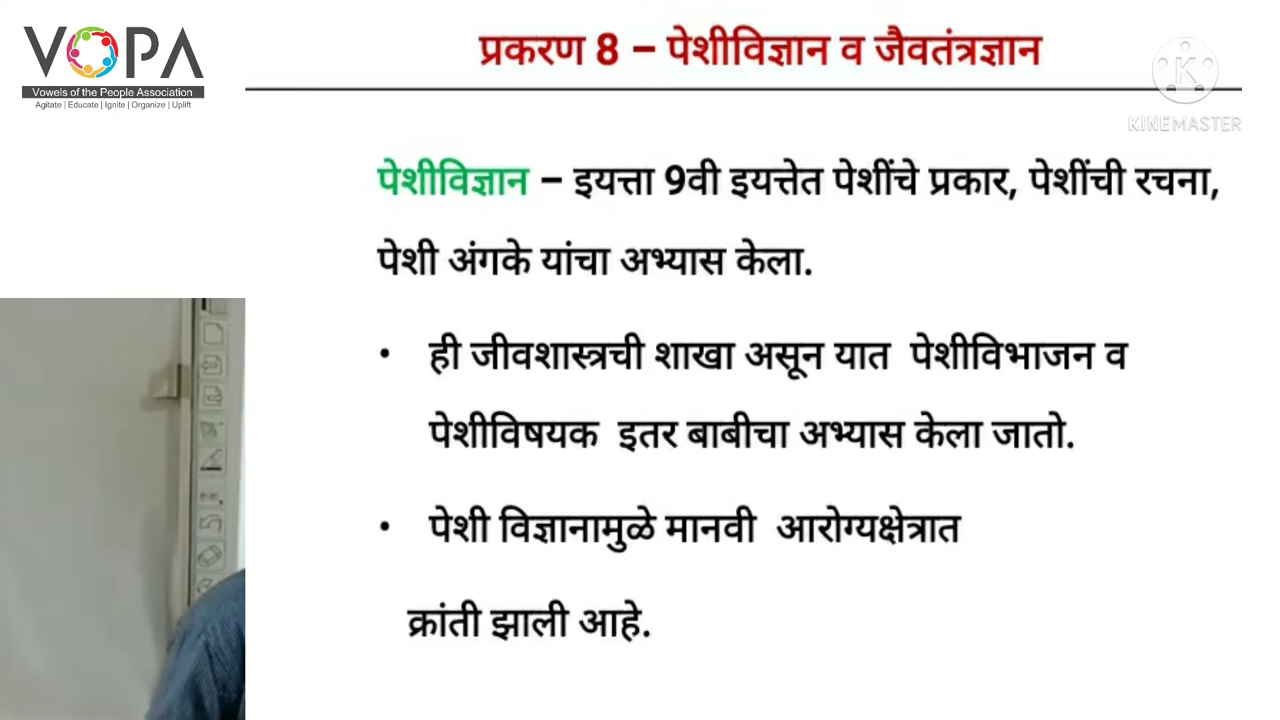 VOPA
Vowels of the People Association
Agitate | Educate | Ignite | Organize | Uplift
प्रकरण 8 – पेशीविज्ञान व जैवतंत्रज्ञान
K
KINEMASTER
पेशीविज्ञान – इयत्ता 9वी इयत्तेत पेशींचे प्रकार, पेशींची रचना,
पेशी अंगके यांचा अभ्यास केला.
• ही जीवशास्त्रची शाखा असून यात पेशीविभाजन व
पेशीविषयक इतर बाबीचा अभ्यास केला जातो.
• पेशी विज्ञानामुळे मानवी आरोग्यक्षेत्रात
क्रांती झाली आहे.